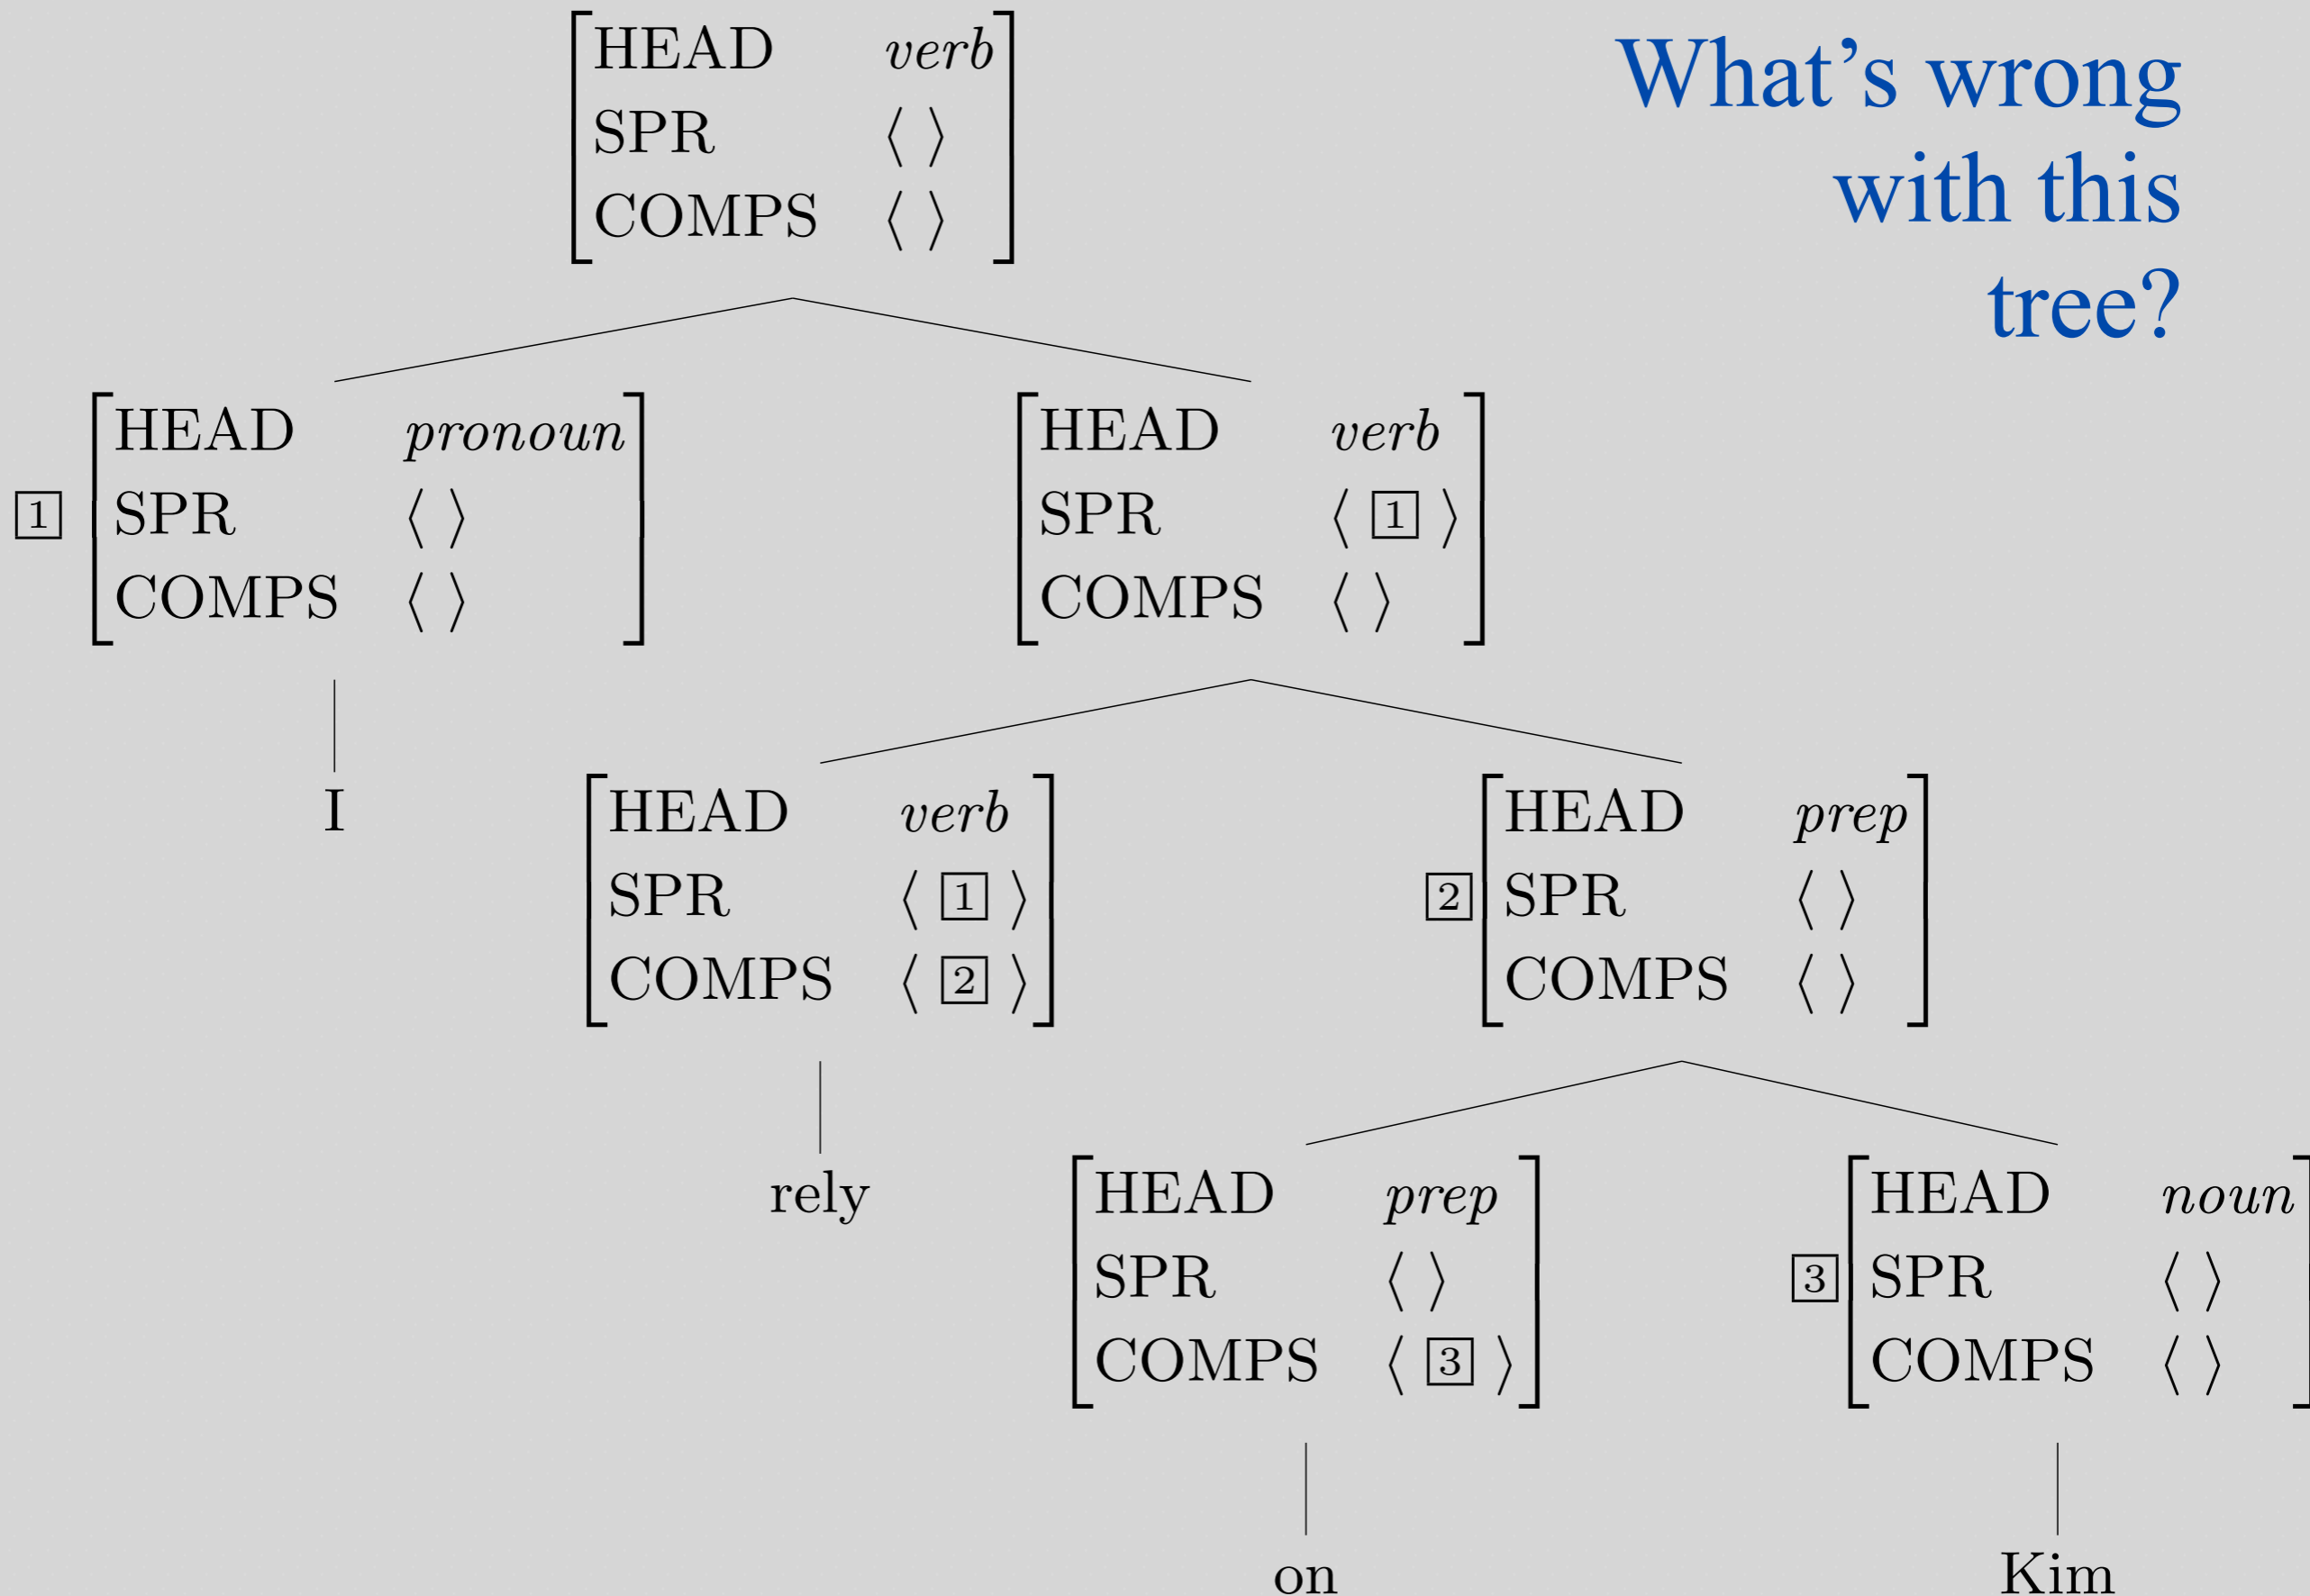 What's wrong
with this
tree?
HEAD verb
SPR ⟨ ⟩
COMPS ⟨ ⟩
1
HEAD pronoun
SPR ⟨ ⟩
COMPS ⟨ ⟩
HEAD verb
SPR ⟨ 1 ⟩
COMPS ⟨ ⟩
I
HEAD verb
SPR ⟨ 1 ⟩
COMPS ⟨ 2 ⟩
2
HEAD prep
SPR ⟨ ⟩
COMPS ⟨ ⟩
rely
HEAD prep
SPR ⟨ ⟩
COMPS ⟨ 3 ⟩
3
HEAD noun
SPR ⟨ ⟩
COMPS ⟨ ⟩
on
Kim